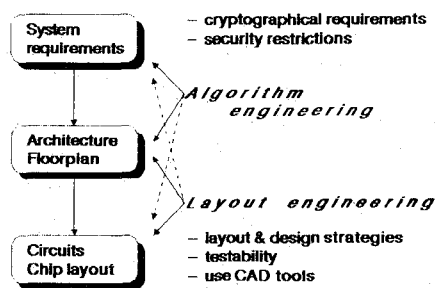 System
requirements
– cryptographical requirements
– security restrictions
Algorithm
engineering
Architecture
Floorplan
Layout engineering
Circuits
Chip layout
– layout & design strategies
– testability
– use CAD tools